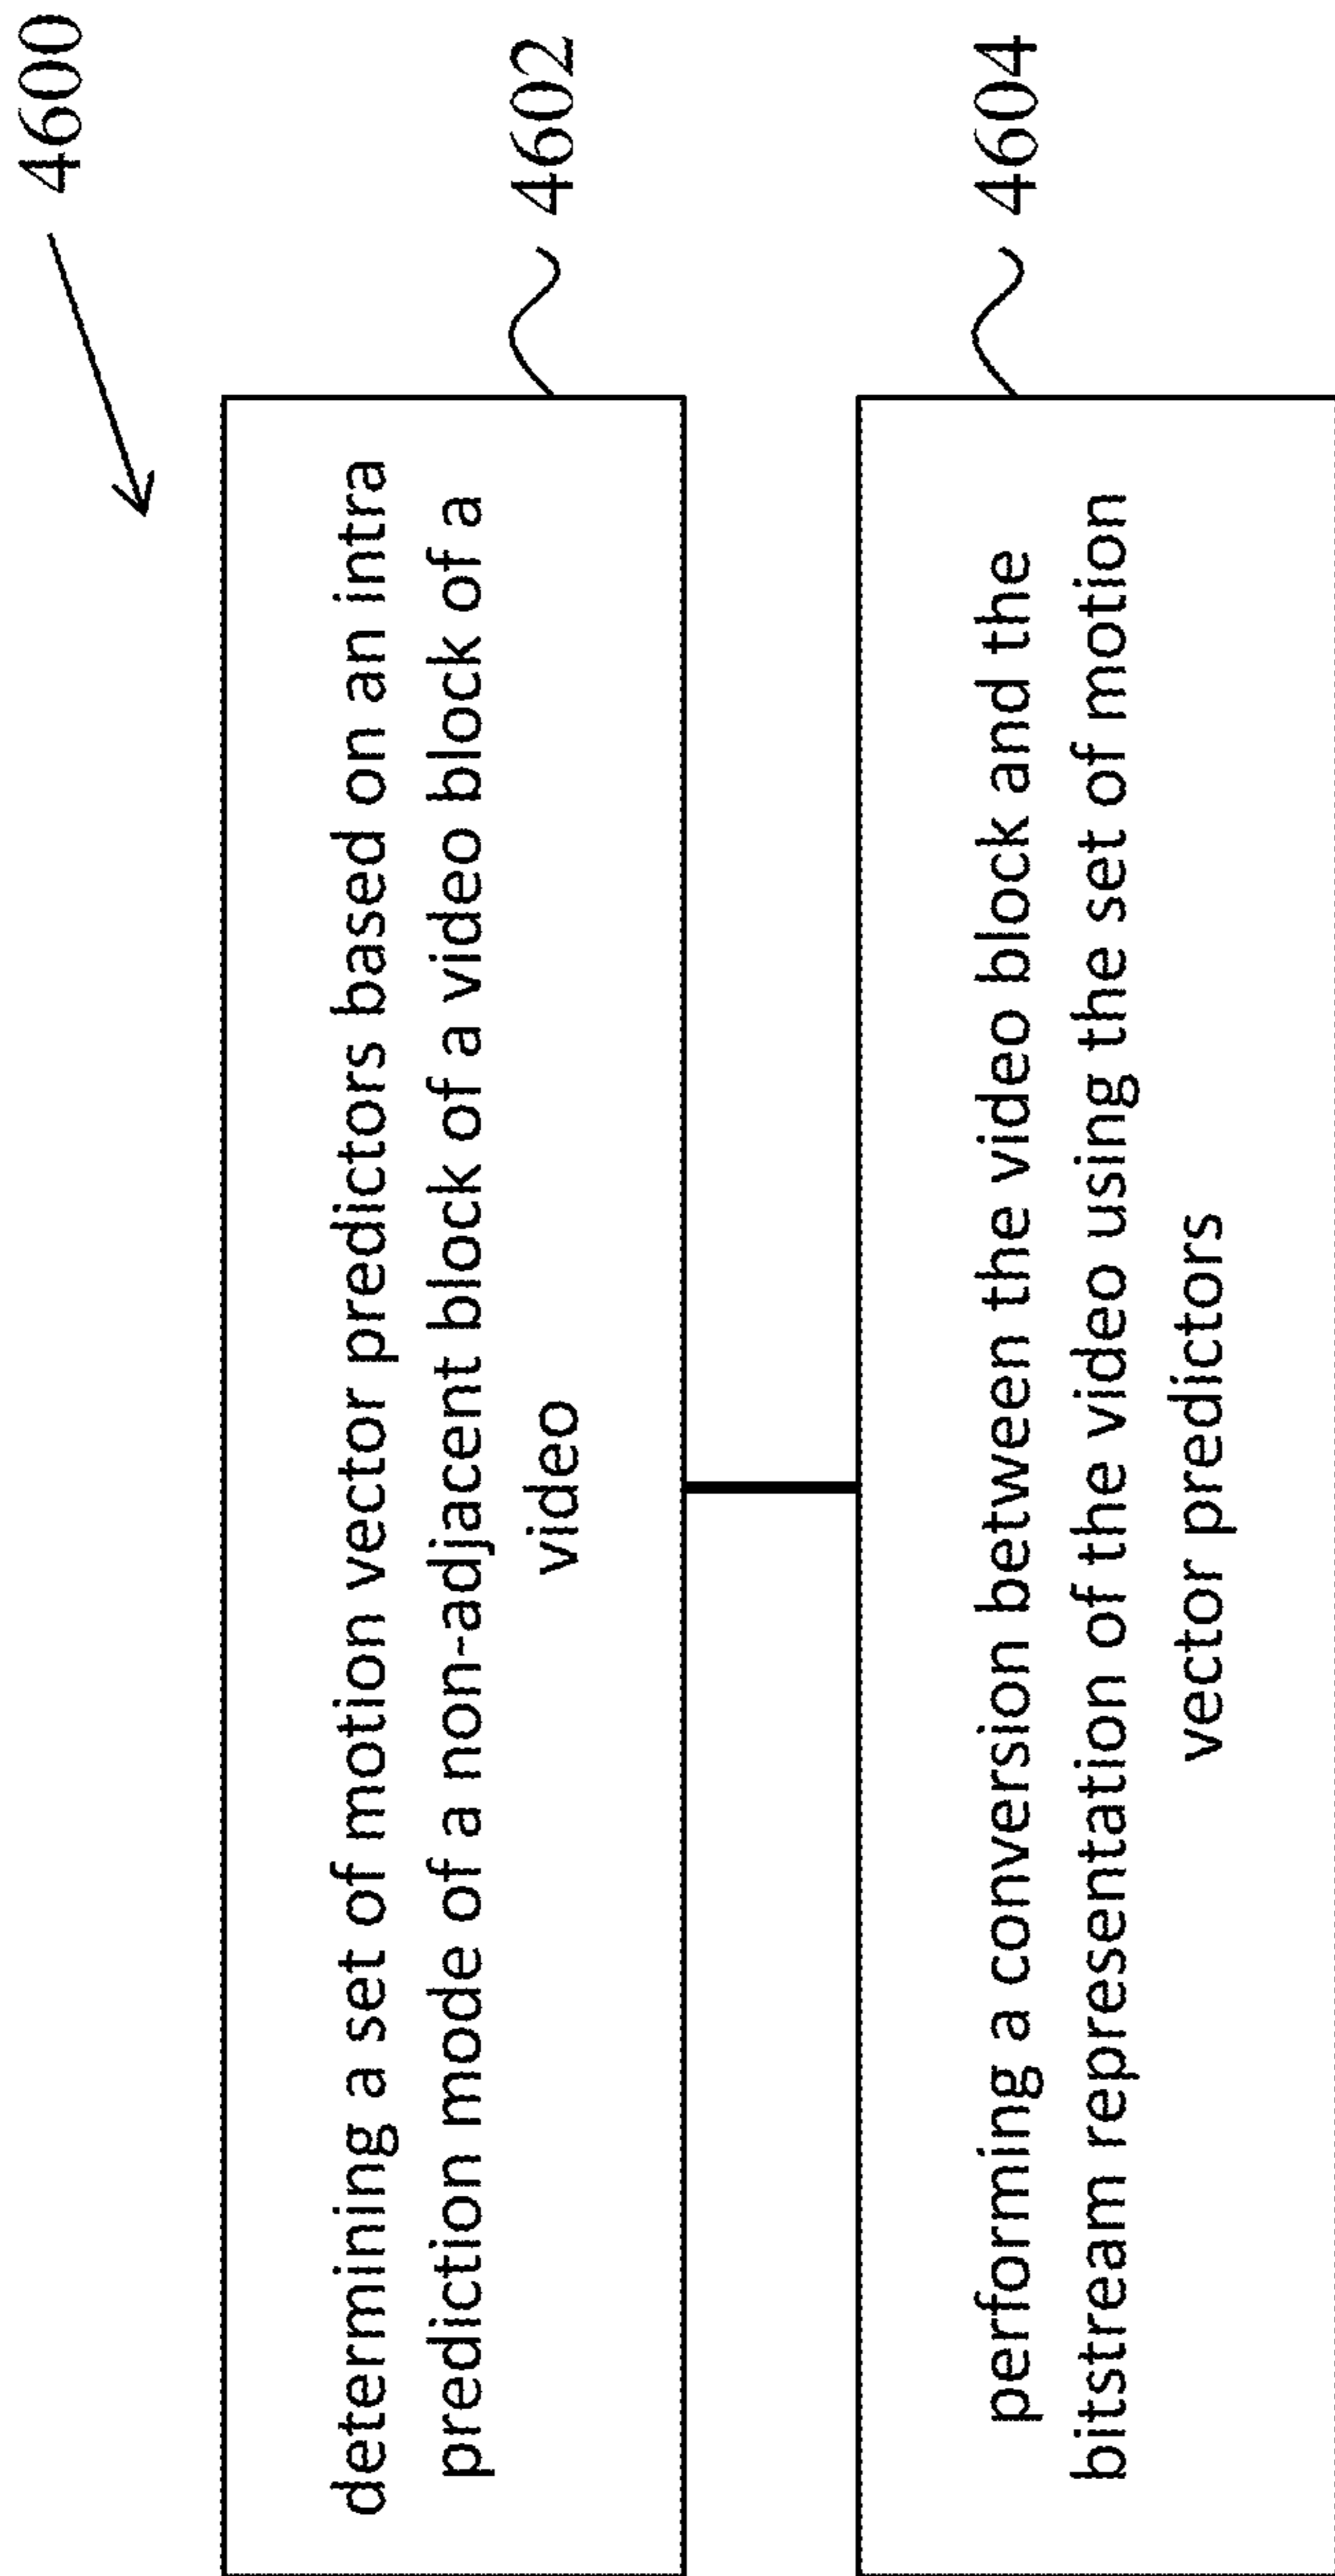 4600
determining a set of motion vector predictors based on an intra
prediction mode of a non-adjacent block of a video block of a
video
4602
performing a conversion between the video block and the
bitstream representation of the video using the set of motion
vector predictors
4604